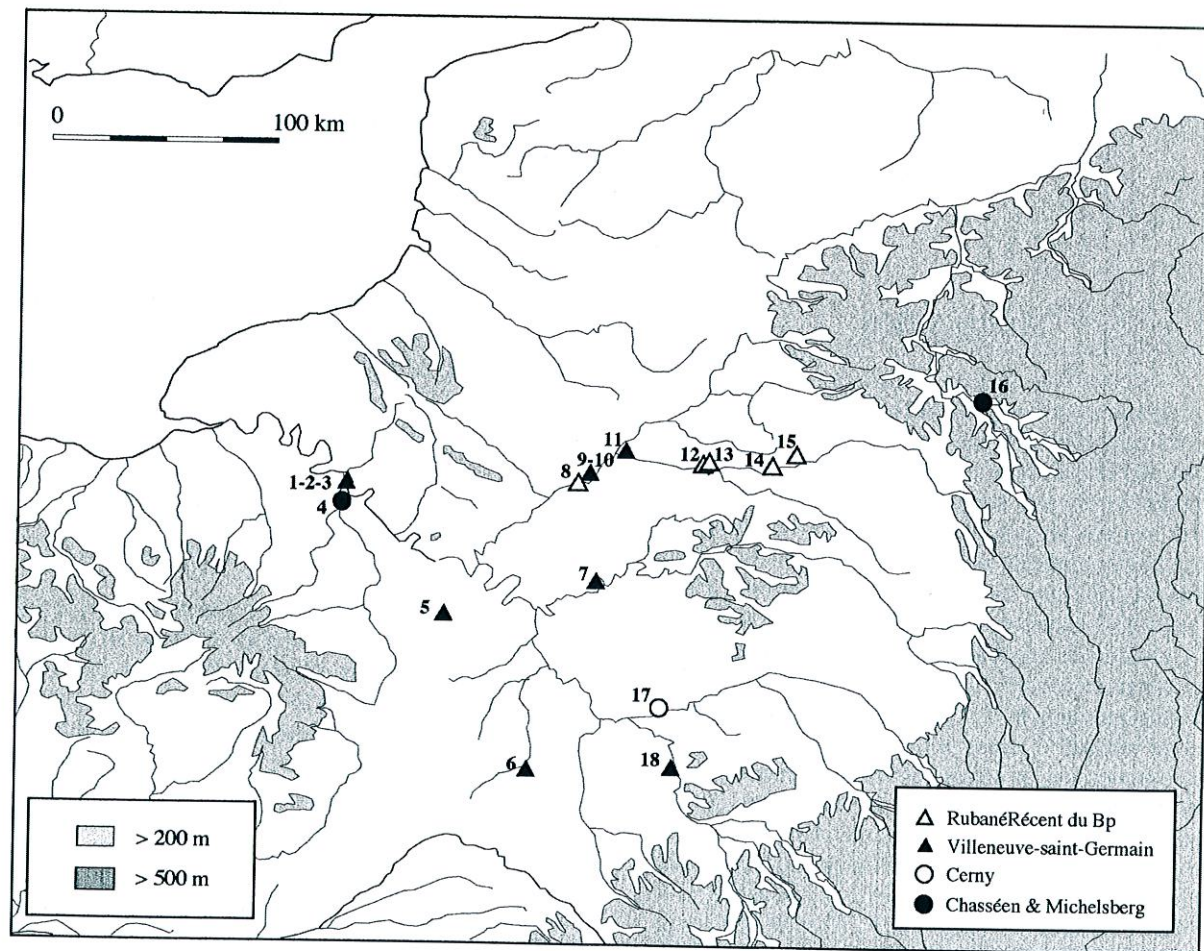 0 100 km
16
11
12 13
15
9-10
14
8
1-2-3
4
7
5
17
6
18
> 200 m
> 500 m
RubanéRécent du Bp
Villeneuve-saint-Germain
Cerny
Chasséen & Michelsberg